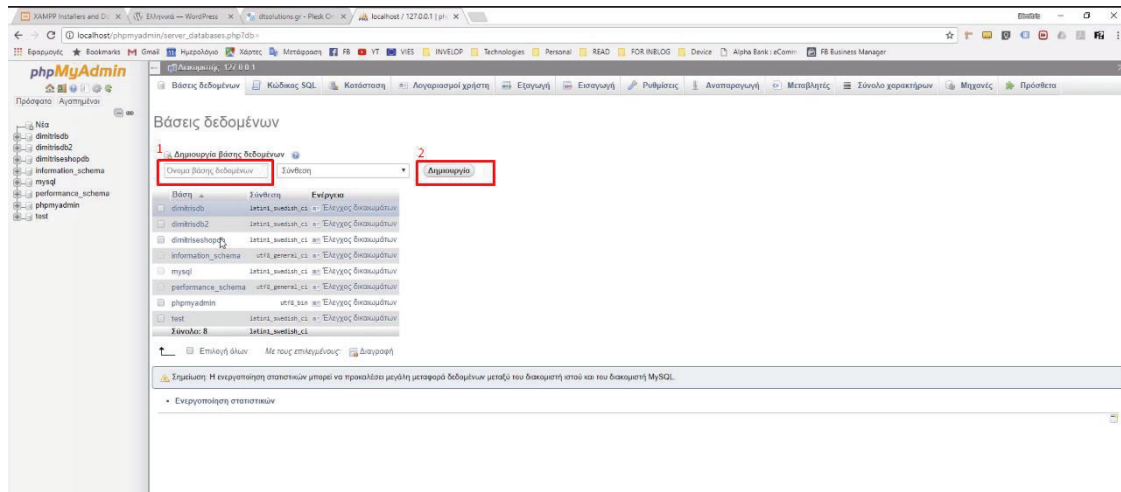 XAMPP Installers and Do
Ελληνικά — WordPress
dtsolutions.gr - Plesk On
localhost / 127.0.0.1 | ph
localhost/phpmyadmin/server_databases.php?db=
Εφαρμογές Bookmarks Gmail Ημερολόγιο Χάρτες Μετάφραση FB YT VIES INVELOP Technologies Personal READ FOR INBLOG Device Alpha Bank: eComm FB Business Manager
phpMyAdmin
Πρόσφατα Αγαπημένοι
Νέα
dimitrisdb
dimitrisdb2
dimitriseshopdb
information_schema
mysql
performance_schema
phpmyadmin
test
Διακομιστής: 127.0.0.1
Βάσεις δεδομένων Κώδικας SQL Κατάσταση Λογαριασμοί χρήστη Εξαγωγή Εισαγωγή Ρυθμίσεις Αναπαραγωγή Μεταβλητές Σύνολο χαρακτήρων Μηχανές Πρόσθετα
Βάσεις δεδομένων
1 Δημιουργία βάσης δεδομένων 2
Όνομα βάσης δεδομένων Σύνθεση Δημιουργία
Βάση Σύνθεση Ενέργεια
dimitrisdb latin1_swedish_ci Έλεγχος δικαιωμάτων
dimitrisdb2 latin1_swedish_ci Έλεγχος δικαιωμάτων
dimitriseshopdb latin1_swedish_ci Έλεγχος δικαιωμάτων
information_schema utf8_general_ci Έλεγχος δικαιωμάτων
mysql latin1_swedish_ci Έλεγχος δικαιωμάτων
performance_schema utf8_general_ci Έλεγχος δικαιωμάτων
phpmyadmin utf8_bin Έλεγχος δικαιωμάτων
test latin1_swedish_ci Έλεγχος δικαιωμάτων
Σύνολο: 8 latin1_swedish_ci
Επιλογή όλων Με τους επιλεγμένους: Διαγραφή
Σημείωση: Η ενεργοποίηση στατιστικών μπορεί να προκαλέσει μεγάλη μεταφορά δεδομένων μεταξύ του διακομιστή ιστού και του διακομιστή MySQL.
Ενεργοποίηση στατιστικών